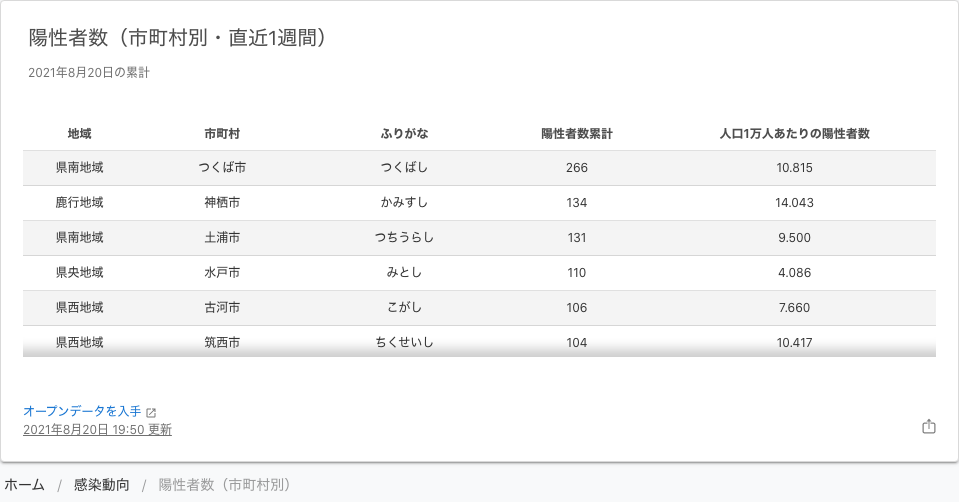 陽性者数（市町村別・直近1週間）
2021年8月20日の累計
地域 市町村 ふりがな 陽性者数累計 人口1万人あたりの陽性者数
県南地域 つくば市 つくばし 266 10.815
鹿行地域 神栖市 かみすし 134 14.043
県南地域 土浦市 つちうらし 131 9.500
県央地域 水戸市 みとし 110 4.086
県西地域 古河市 こがし 106 7.660
県西地域 筑西市 ちくせいし 104 10.417
オープンデータを入手
2021年8月20日 19:50 更新
ホーム / 感染動向 / 陽性者数（市町村別）